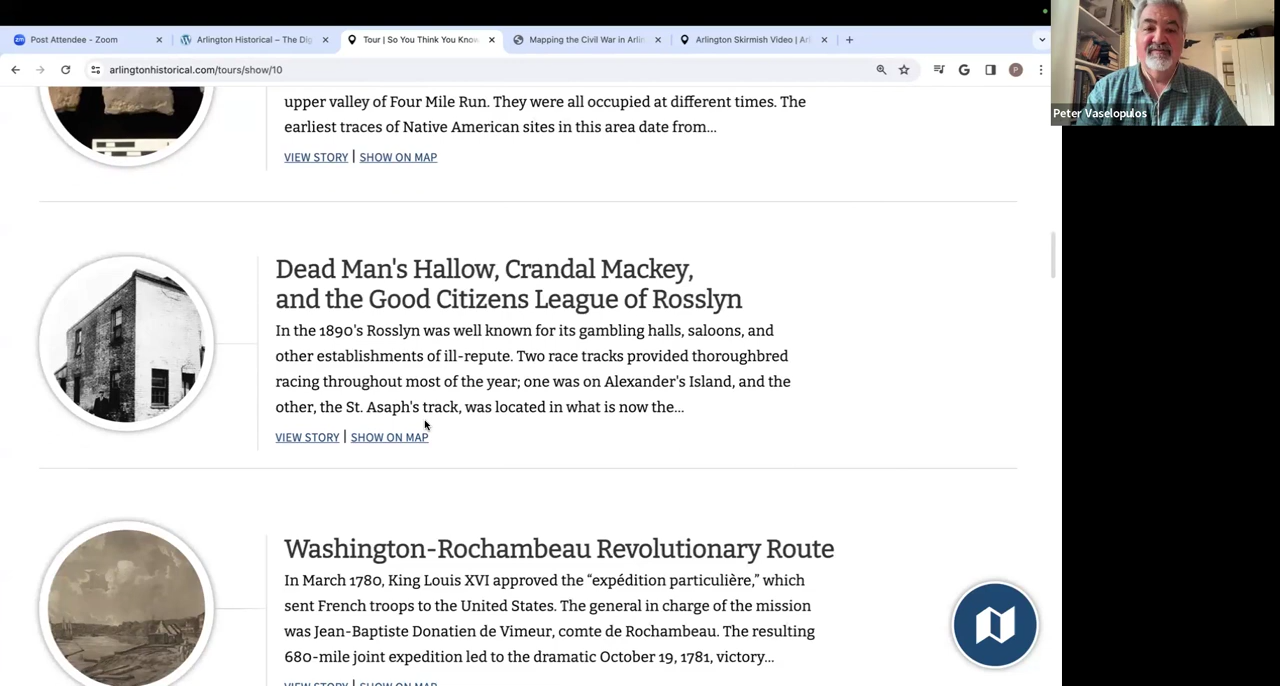 Post Attendee - Zoom
Arlington Historical – The Dig
Tour | So You Think You Know
Mapping the Civil War in Arlin
Arlington Skirmish Video | Arl
arlingtonhistorical.com/tours/show/10
P
Peter Vaselopulos
upper valley of Four Mile Run. They were all occupied at different times. The
earliest traces of Native American sites in this area date from...
VIEW STORY | SHOW ON MAP
Dead Man's Hallow, Crandal Mackey,
and the Good Citizens League of Rosslyn
In the 1890's Rosslyn was well known for its gambling halls, saloons, and
other establishments of ill-repute. Two race tracks provided thoroughbred
racing throughout most of the year; one was on Alexander's Island, and the
other, the St. Asaph's track, was located in what is now the...
VIEW STORY | SHOW ON MAP
Washington-Rochambeau Revolutionary Route
In March 1780, King Louis XVI approved the “expédition particulière,” which
sent French troops to the United States. The general in charge of the mission
was Jean-Baptiste Donatien de Vimeur, comte de Rochambeau. The resulting
680-mile joint expedition led to the dramatic October 19, 1781, victory...
VIEW STORY | SHOW ON MAP